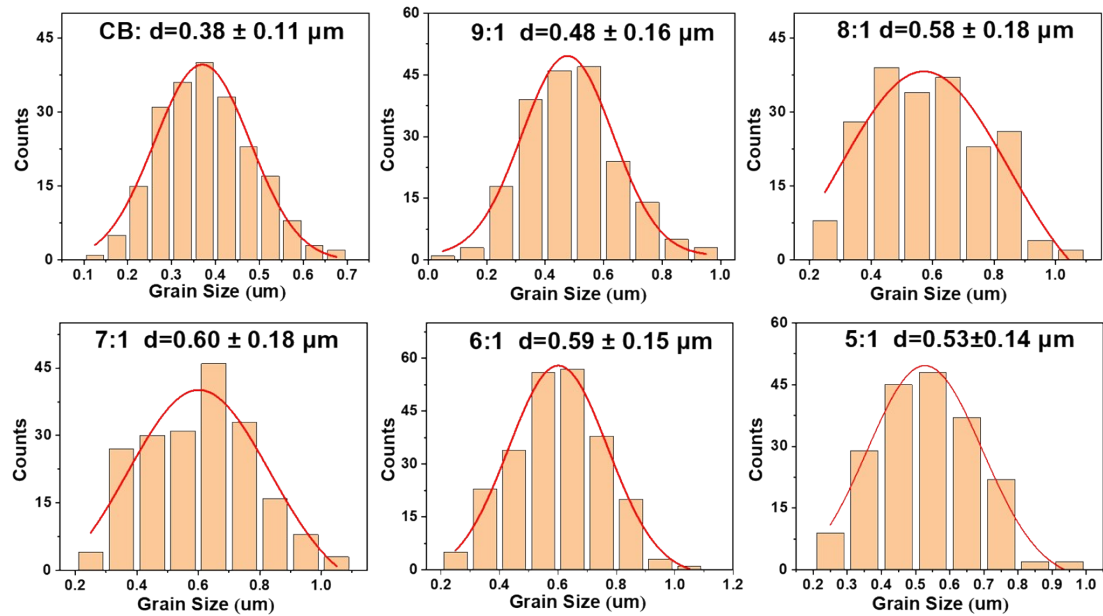 CB: d=0.38 ± 0.11 µm
45
30
15
0
Counts
0.1 0.2 0.3 0.4 0.5 0.6 0.7
Grain Size (um)
9:1 d=0.48 ± 0.16 µm
60
45
30
15
0
Counts
0.0 0.2 0.4 0.6 0.8 1.0
Grain Size (um)
8:1 d=0.58 ± 0.18 µm
45
30
15
0
Counts
0.2 0.4 0.6 0.8 1.0
Grain Size (um)
7:1 d=0.60 ± 0.18 µm
45
30
15
0
Counts
0.2 0.4 0.6 0.8 1.0
Grain Size (um)
6:1 d=0.59 ± 0.15 µm
60
45
30
15
0
Counts
0.2 0.4 0.6 0.8 1.0 1.2
Grain Size (um)
5:1 d=0.53±0.14 µm
60
45
30
15
0
Counts
0.2 0.3 0.4 0.5 0.6 0.7 0.8 0.9 1.0
Grain Size (um)